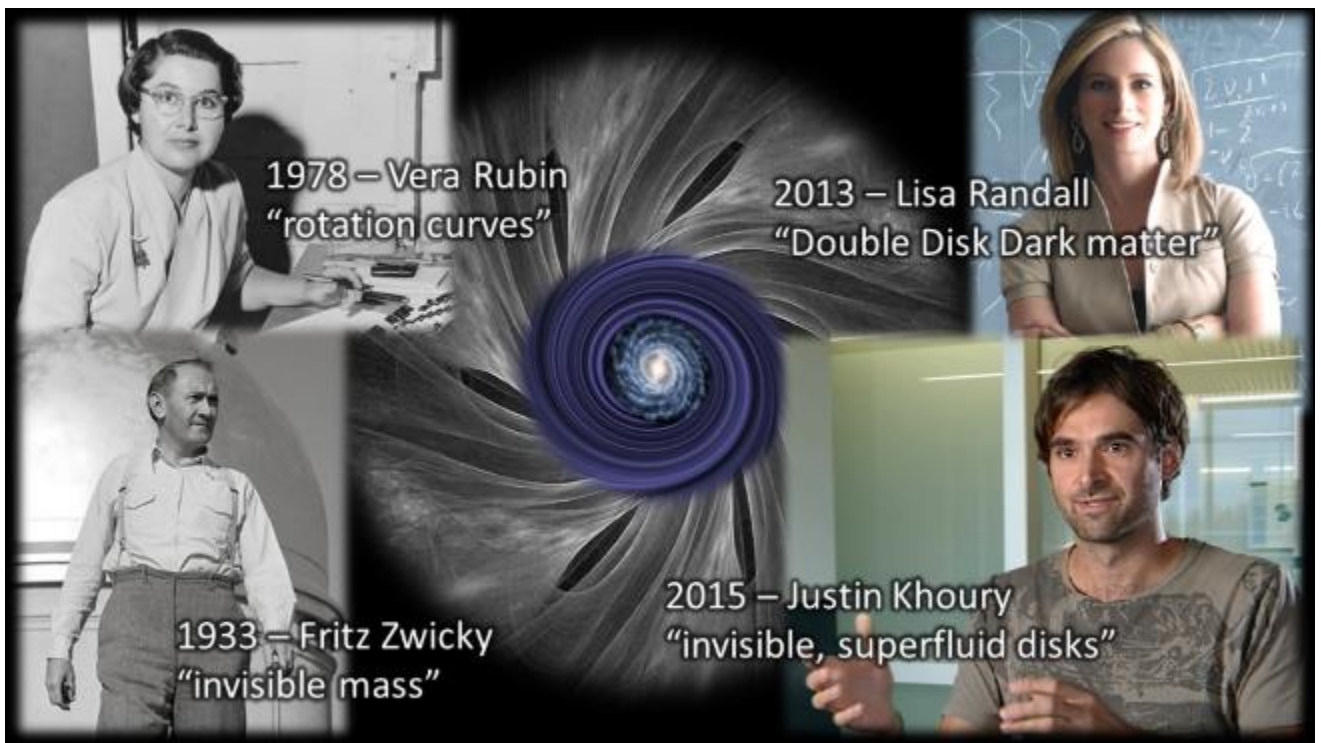 1978 – Vera Rubin
“rotation curves”
2013 – Lisa Randall
“Double Disk Dark matter”
1933 – Fritz Zwicky
“invisible mass”
2015 – Justin Khoury
“invisible, superfluid disks”